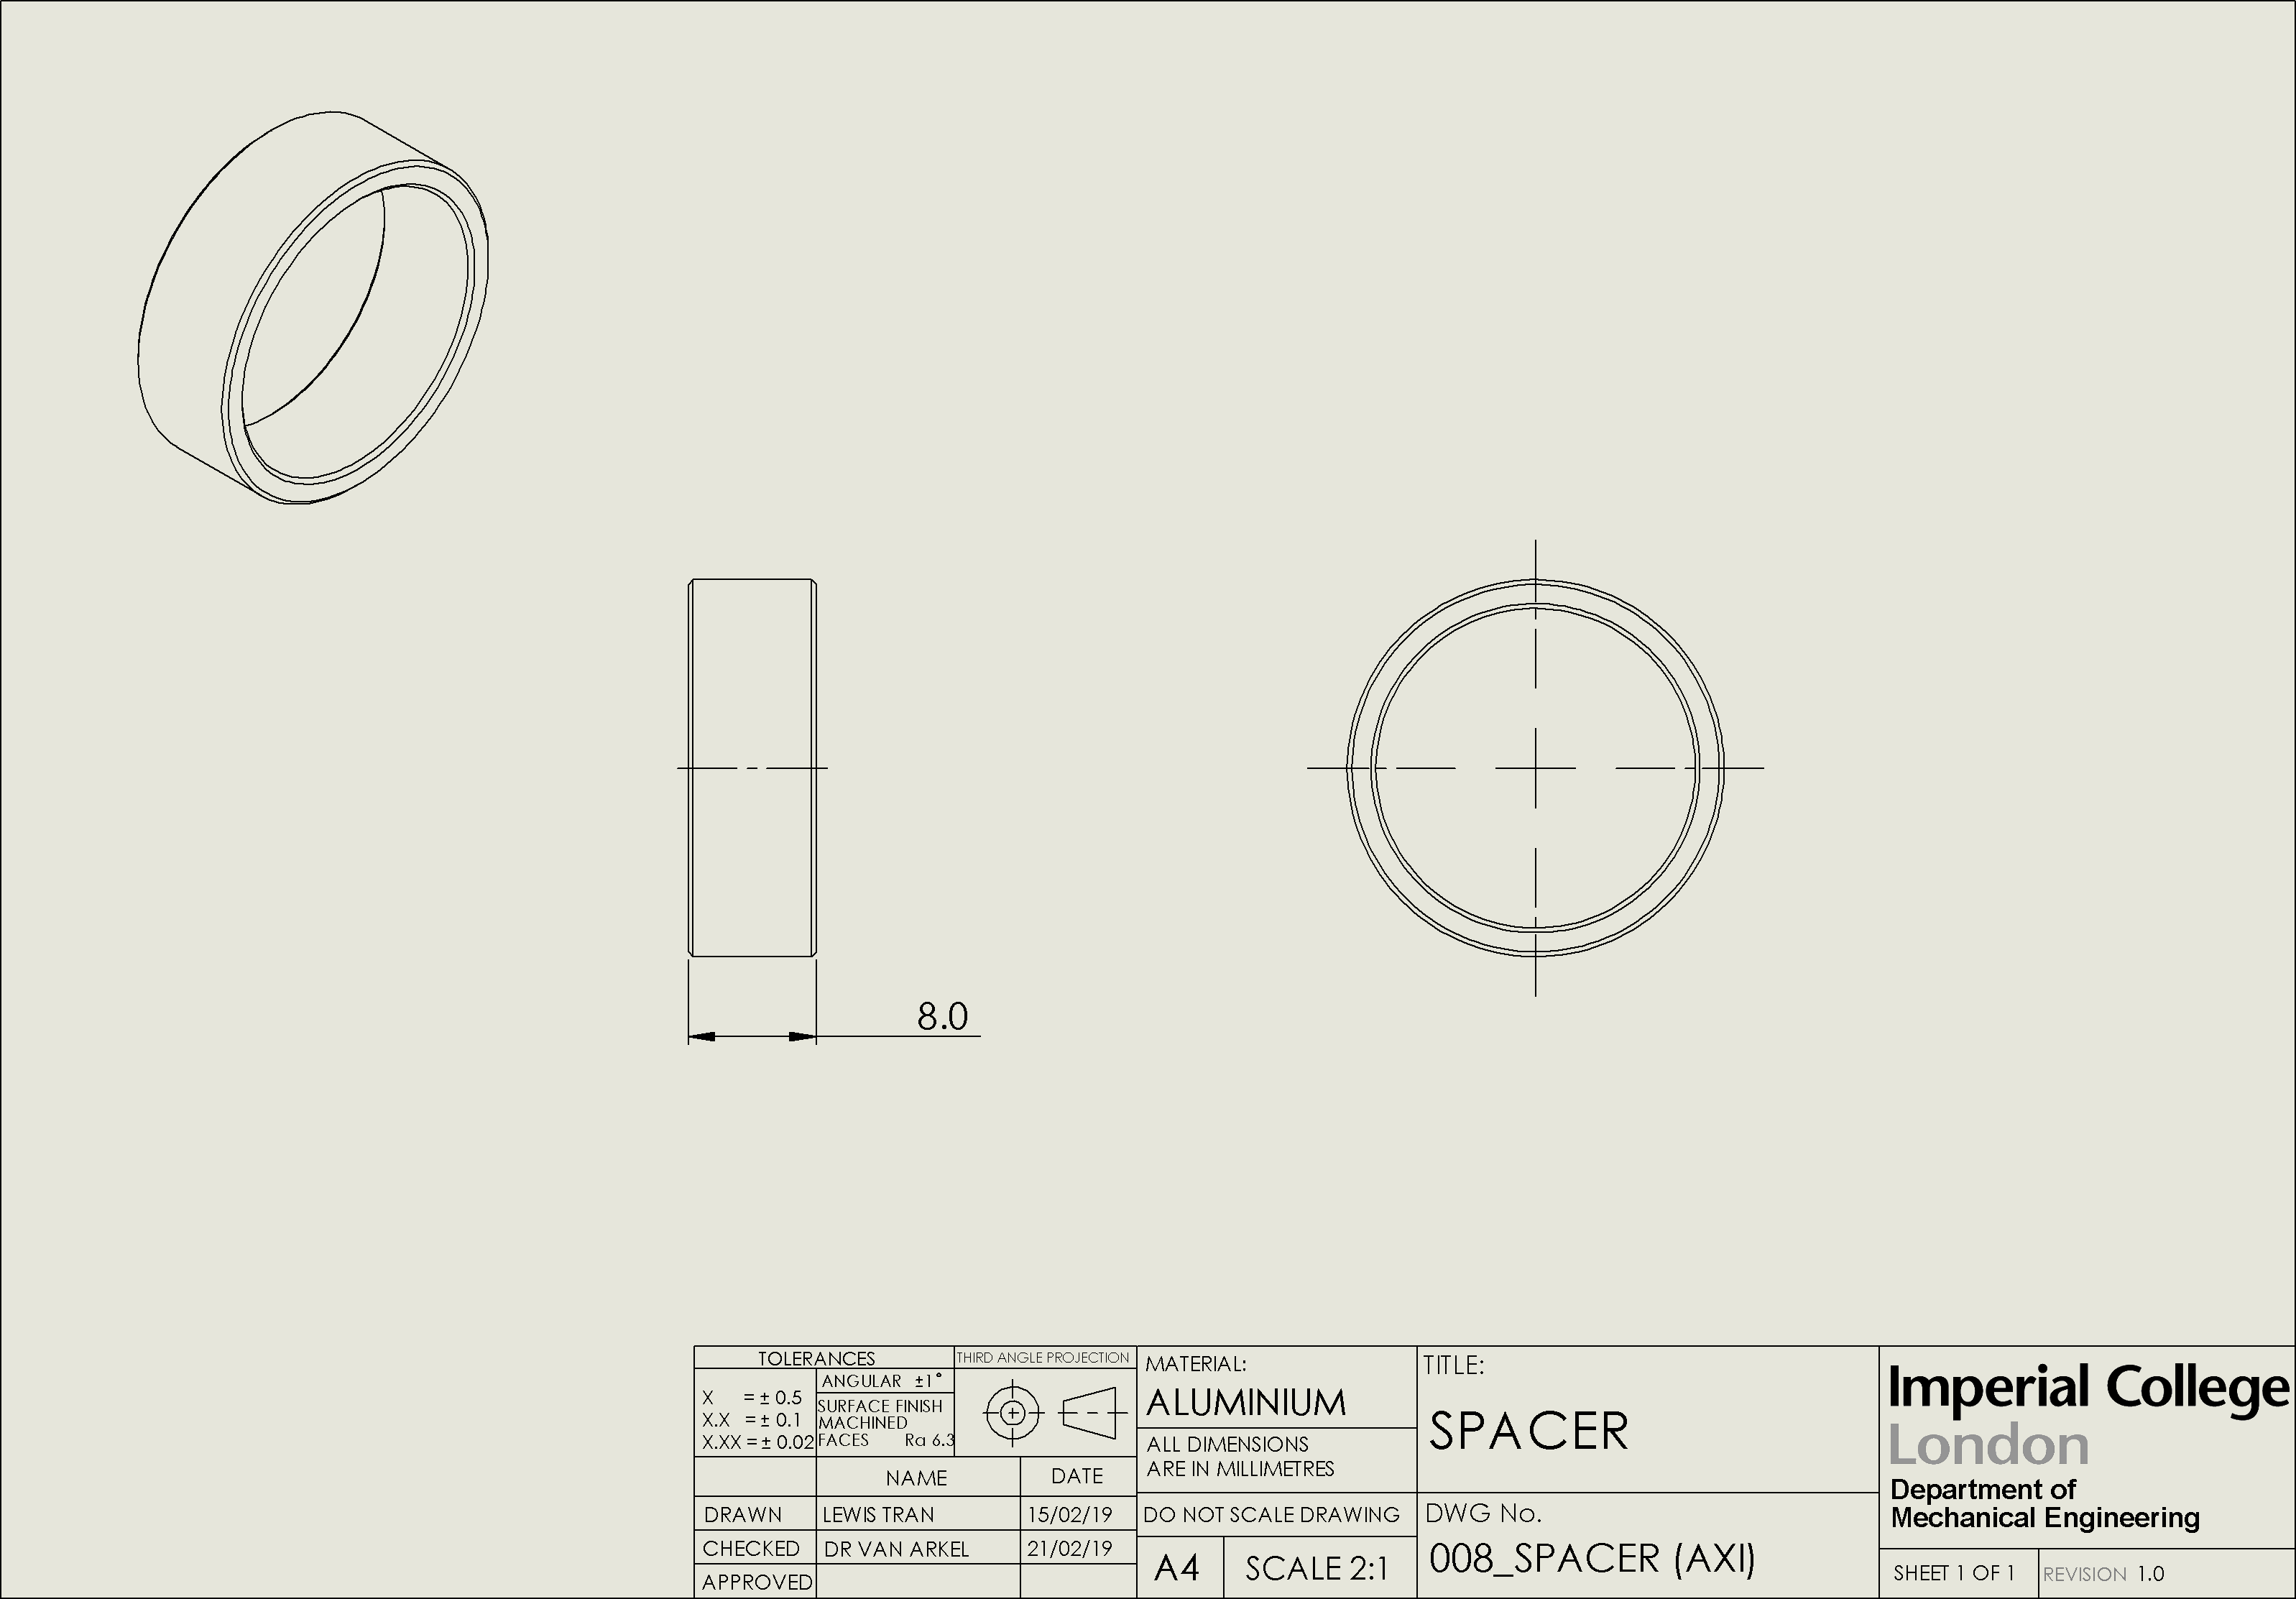 8.0
TOLERANCES
X = ± 0.5
X.X = ± 0.1
X.XX = ± 0.02
ANGULAR ±1°
SURFACE FINISH
MACHINED
FACES Ra 6.3
THIRD ANGLE PROJECTION
NAME DATE
DRAWN LEWIS TRAN 15/02/19
CHECKED DR VAN ARKEL 21/02/19
APPROVED
MATERIAL:
ALUMINIUM
ALL DIMENSIONS
ARE IN MILLIMETRES
DO NOT SCALE DRAWING
A4 SCALE 2:1
TITLE:
SPACER
DWG No.
008_SPACER (AXI)
Imperial College
London
Department of
Mechanical Engineering
SHEET 1 OF 1 REVISION 1.0